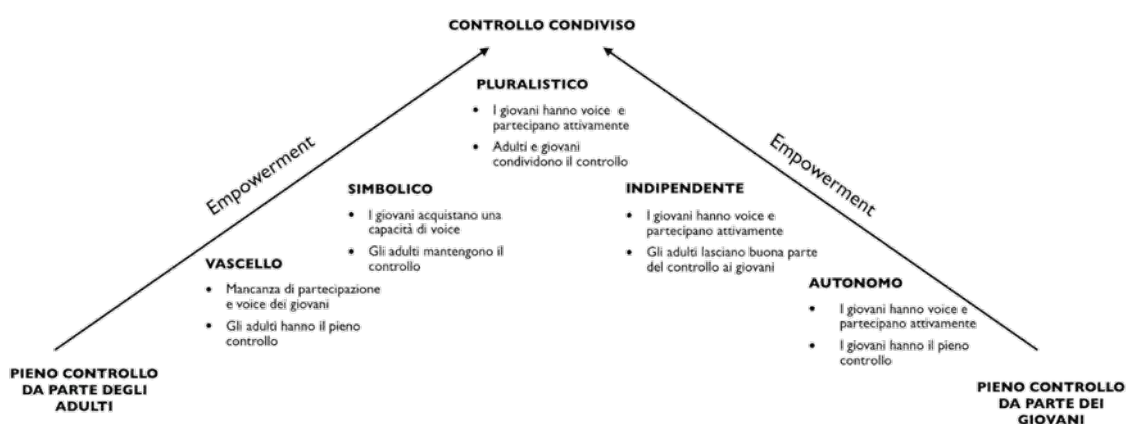 CONTROLLO CONDIVISO
PLURALISTICO
• I giovani hanno voice e
partecipano attivamente
• Adulti e giovani
condividono il controllo
Empowerment
Empowerment
SIMBOLICO
• I giovani acquistano una
capacità di voice
• Gli adulti mantengono il
controllo
INDIPENDENTE
• I giovani hanno voice e
partecipano attivamente
• Gli adulti lasciano buona parte
del controllo ai giovani
VASCELLO
• Mancanza di partecipazione
e voice dei giovani
• Gli adulti hanno il pieno
controllo
AUTONOMO
• I giovani hanno voice e
partecipano attivamente
• I giovani hanno il pieno
controllo
PIENO CONTROLLO
DA PARTE DEGLI
ADULTI
PIENO CONTROLLO
DA PARTE DEI
GIOVANI